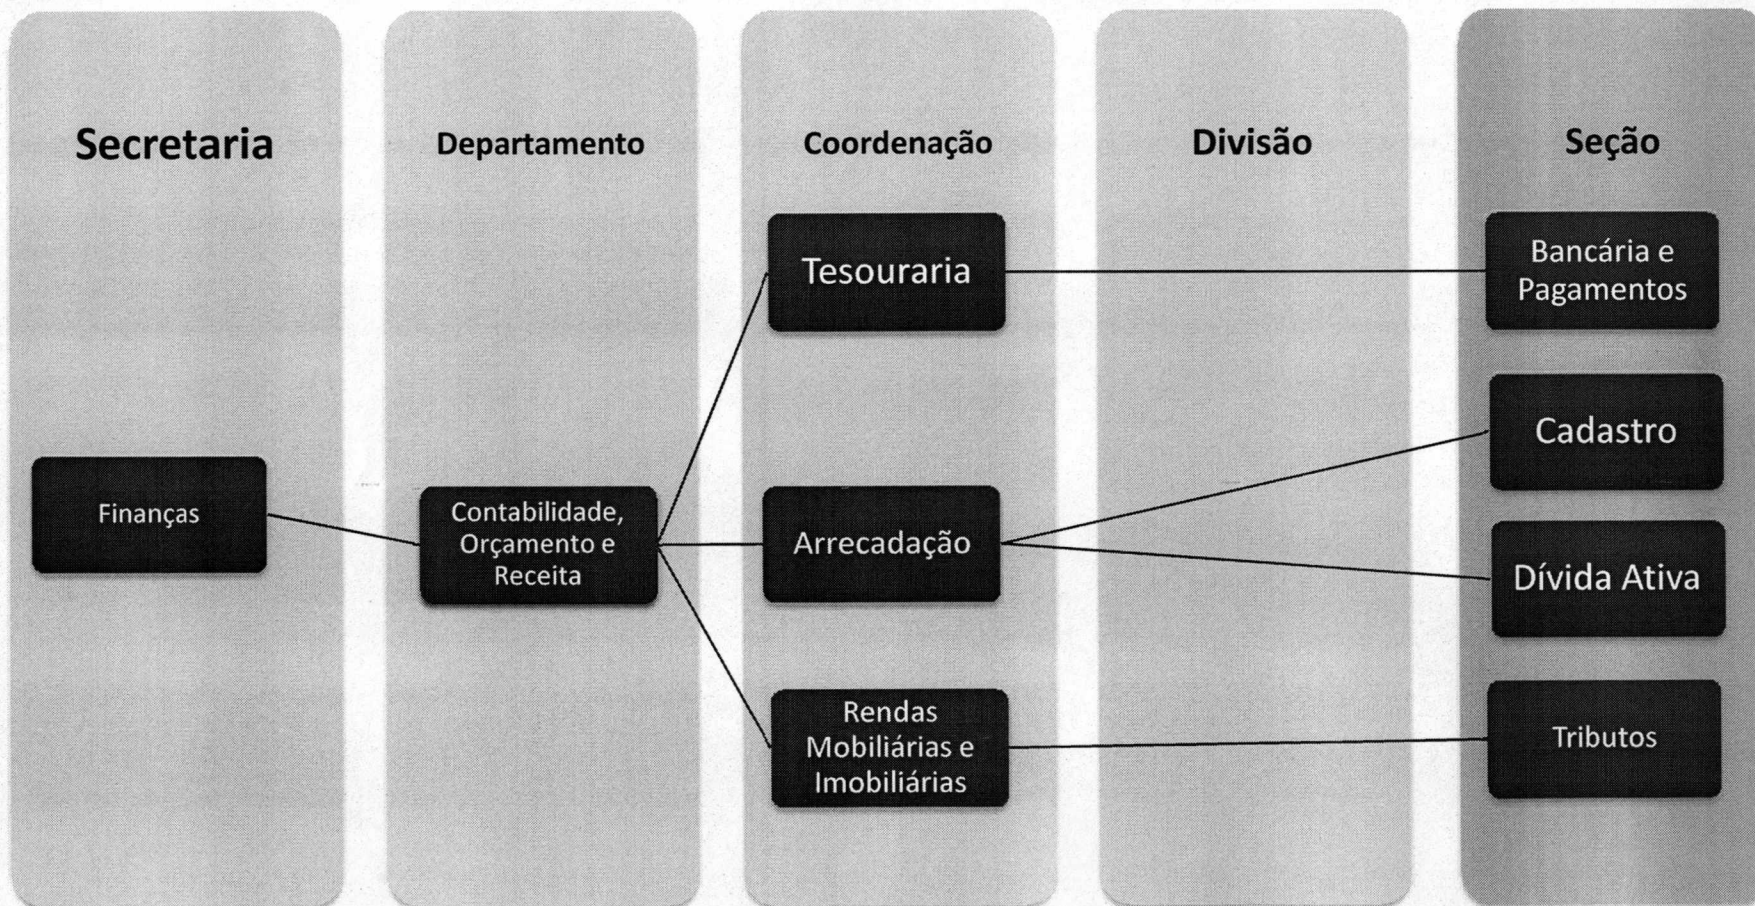 Secretaria
Departamento
Coordenação
Divisão
Seção
Finanças
Contabilidade,
Orçamento e
Receita
Tesouraria
Arrecadação
Rendas
Mobiliárias e
Imobiliárias
Bancária e
Pagamentos
Cadastro
Dívida Ativa
Tributos